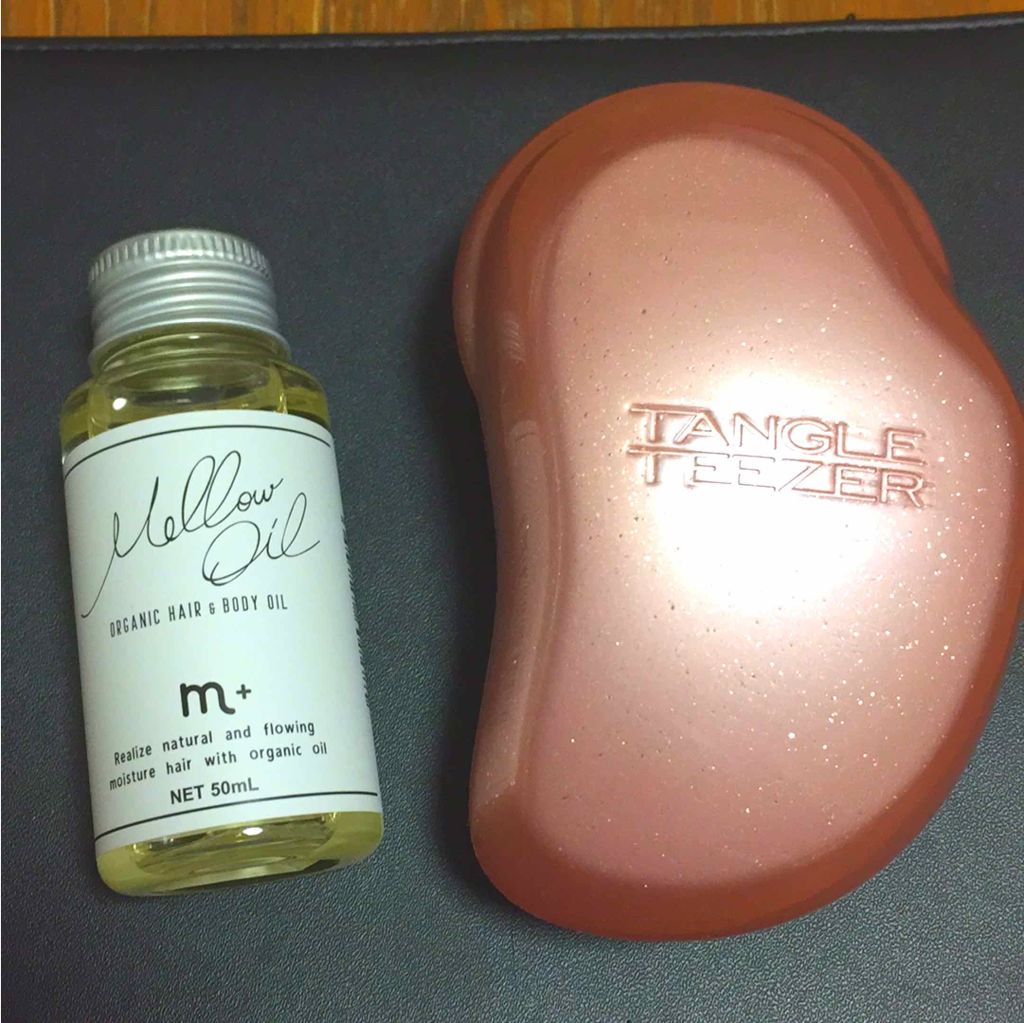 Mellow
Oil
ORGANIC HAIR & BODY OIL
m+
Realize natural and flowing
moisture hair with organic oil
NET 50mL
TANGLE
TEEZER